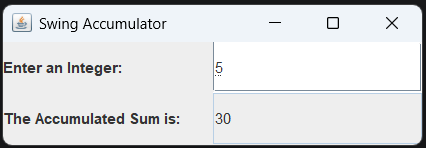 Swing Accumulator
Enter an Integer: 5
The Accumulated Sum is: 30